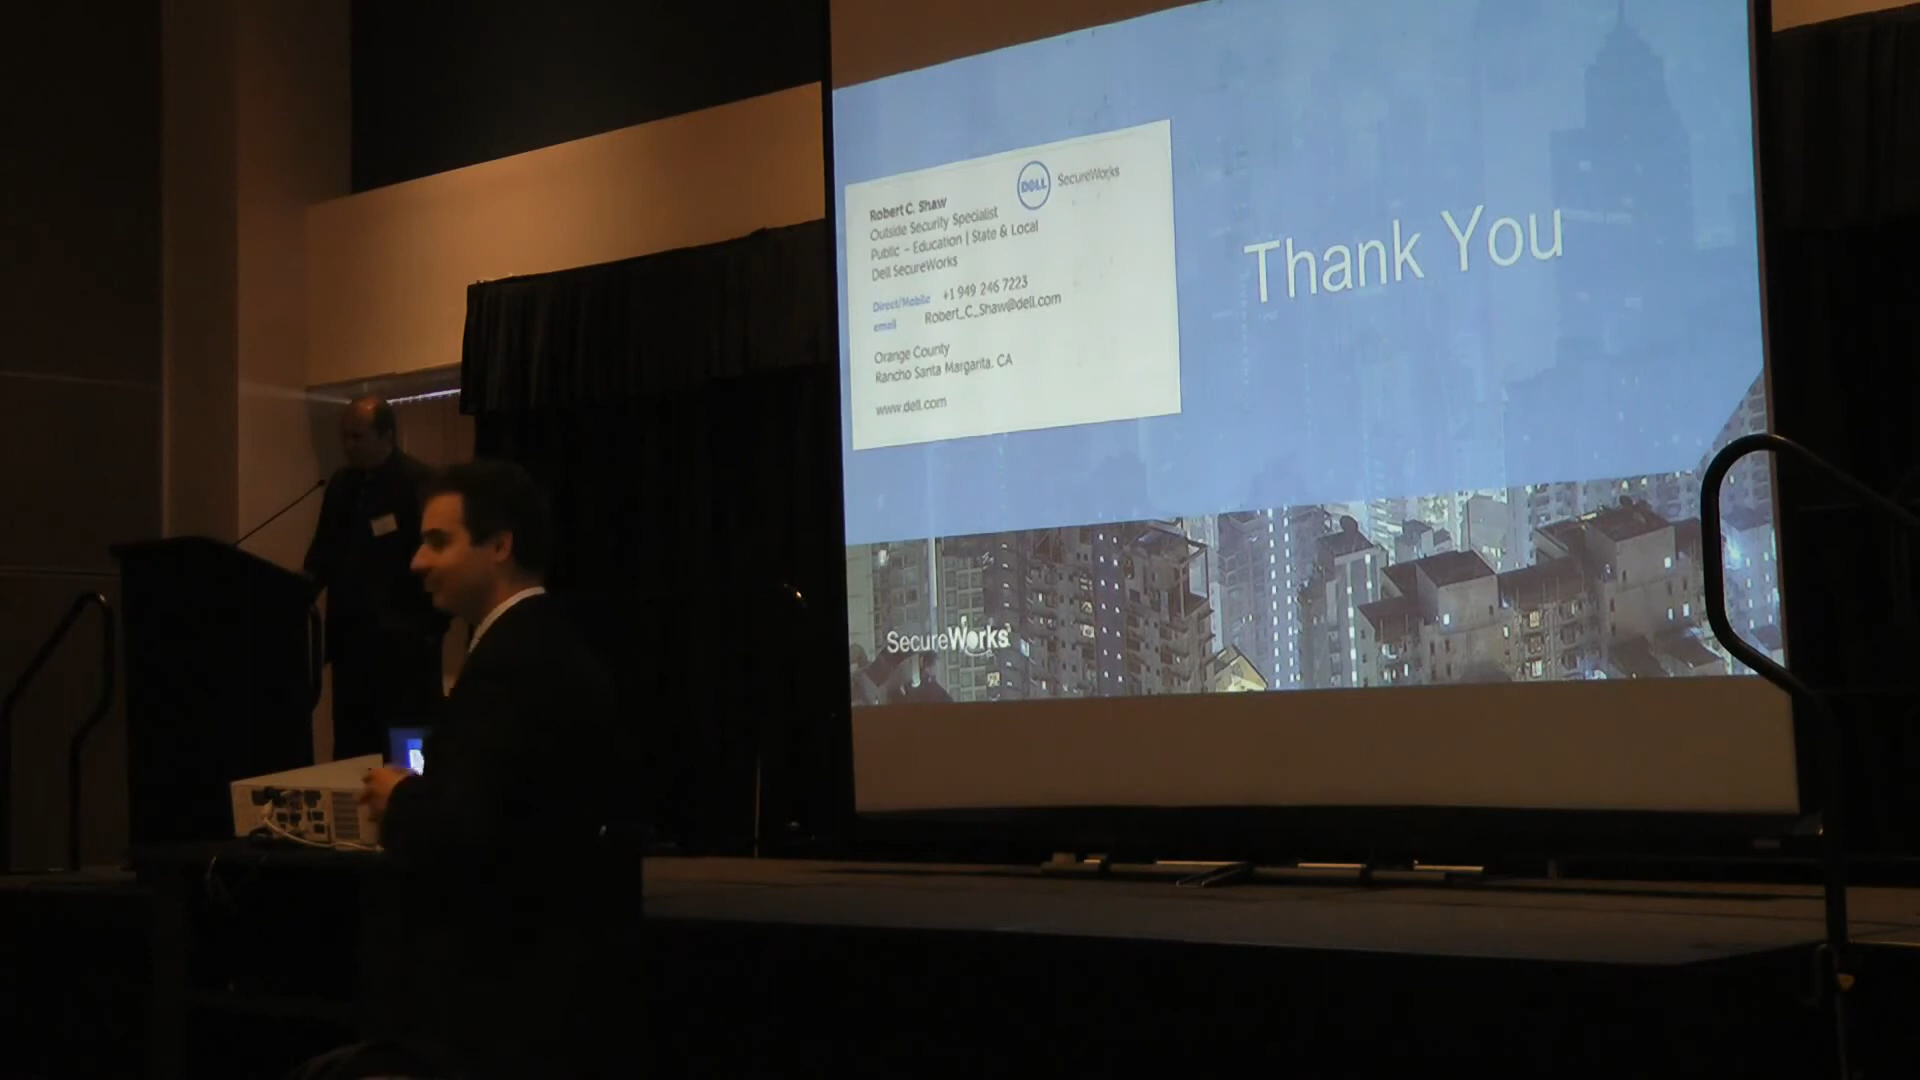 DELL SecureWorks
Robert C. Shaw
Outside Security Specialist
Public - Education | State & Local
Dell SecureWorks
Direct/Mobile +1 949 246 7223
email Robert_C_Shaw@dell.com
Orange County
Rancho Santa Margarita, CA
www.dell.com
Thank You
SecureWorks